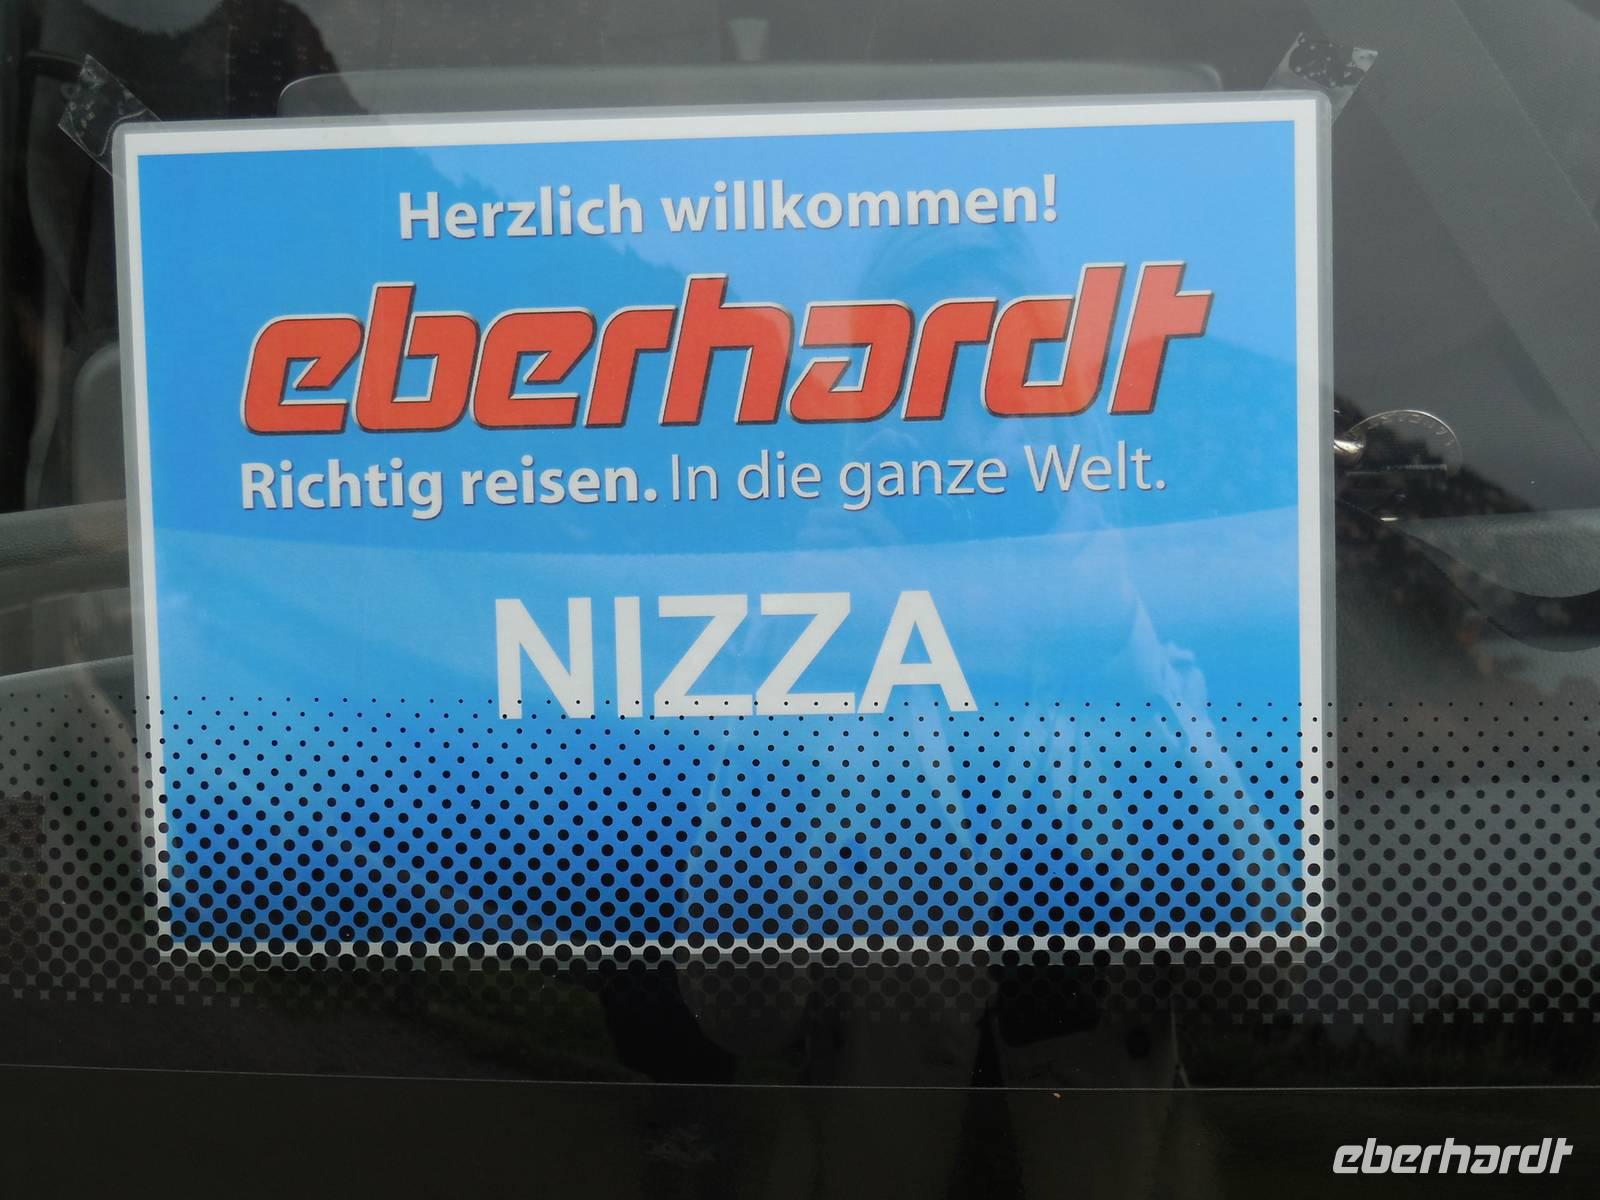 Herzlich willkommen!
eberhardt
Richtig reisen. In die ganze Welt.
NIZZA
eberhardt